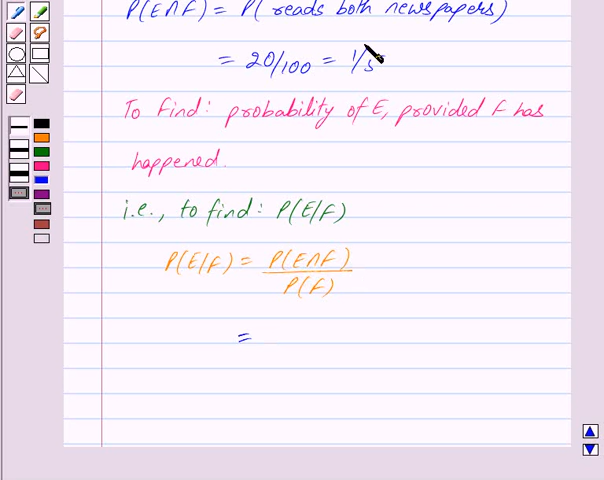 P(E∩F) = P( reads both newspapers)
= 20/100 = 1/5
To find: probability of E, provided F has
happened.
i.e., to find: P(E/F)
P(E/F) = P(E∩F)
P(F)
=